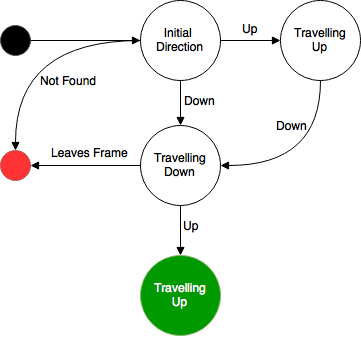 Initial
Direction
Up
Travelling
Up
Not Found
Down
Down
Leaves Frame
Travelling
Down
Up
Travelling
Up